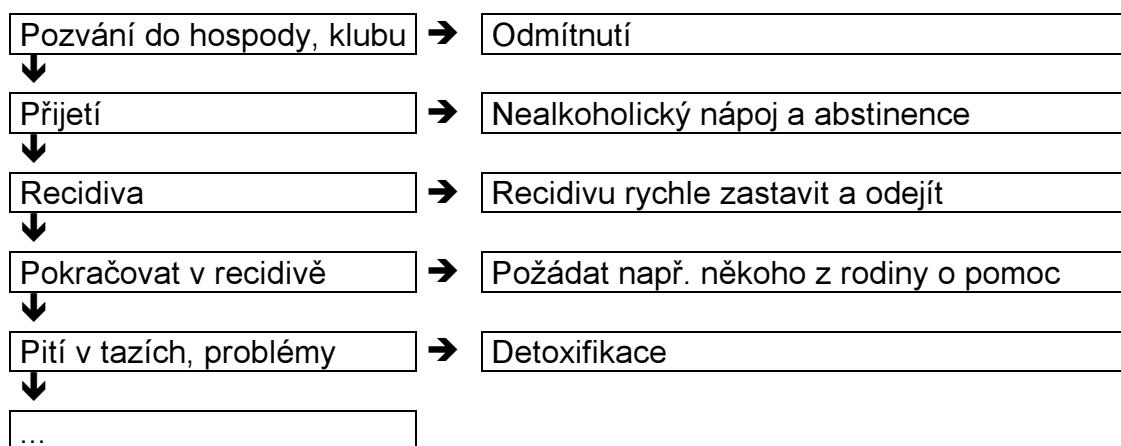 Pozvání do hospody, klubu ➔ Odmítnutí
Přijetí ➔ Nealkoholický nápoj a abstinence
Recidiva ➔ Recidivu rychle zastavit a odejít
Pokračovat v recidivě ➔ Požádat např. někoho z rodiny o pomoc
Pití v tazích, problémy ➔ Detoxifikace
...